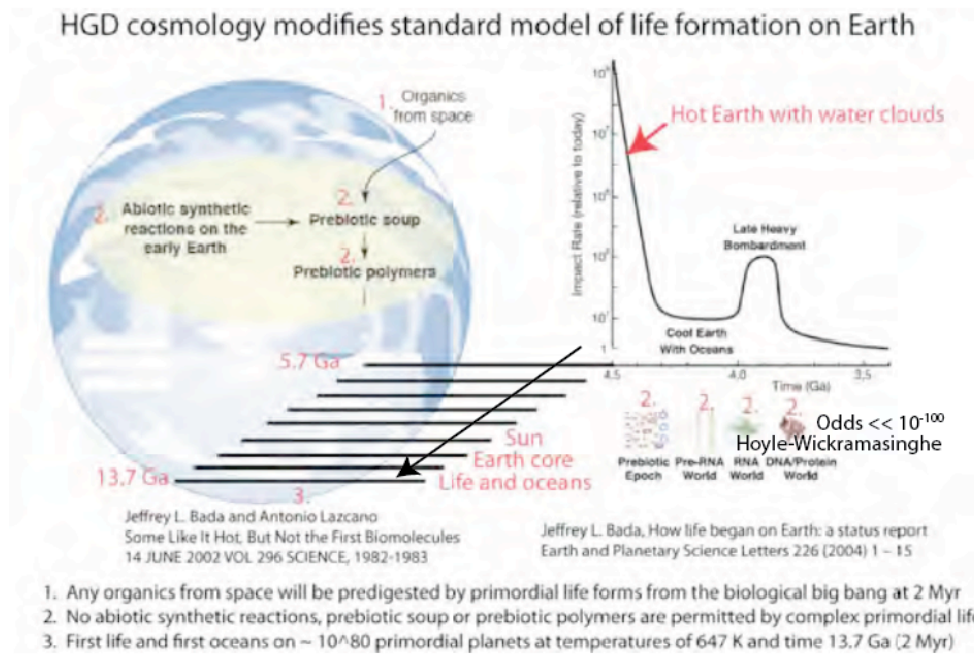 HGD cosmology modifies standard model of life formation on Earth
1. Organics
from space
2. Abiotic synthetic
reactions on the
early Earth
2.
Prebiotic soup
2.
Prebiotic polymers
5.7 Ga
13.7 Ga
3.
Sun
Earth core
Life and oceans
Jeffrey L. Bada and Antonio Lazcano
Some Like It Hot, But Not the First Biomolecules
14 JUNE 2002 VOL 296 SCIENCE, 1982-1983
Impact Rate (relative to today)
1
Hot Earth with water clouds
Late Heavy
Bombardment
Cool Earth
With Oceans
4.5 4.0 3.5
Time (Ga)
2. 2. 2. 2.
Odds << 10-100
Hoyle-Wickramasinghe
Prebiotic Pre-RNA RNA DNA/Protein
Epoch World World World
Jeffrey L. Bada, How life began on Earth: a status report
Earth and Planetary Science Letters 226 (2004) 1 – 15
1. Any organics from space will be predigested by primordial life forms from the biological big bang at 2 Myr
2. No abiotic synthetic reactions, prebiotic soup or prebiotic polymers are permitted by complex primordial life
3. First life and first oceans on ~ 10^80 primordial planets at temperatures of 647 K and time 13.7 Ga (2 Myr)